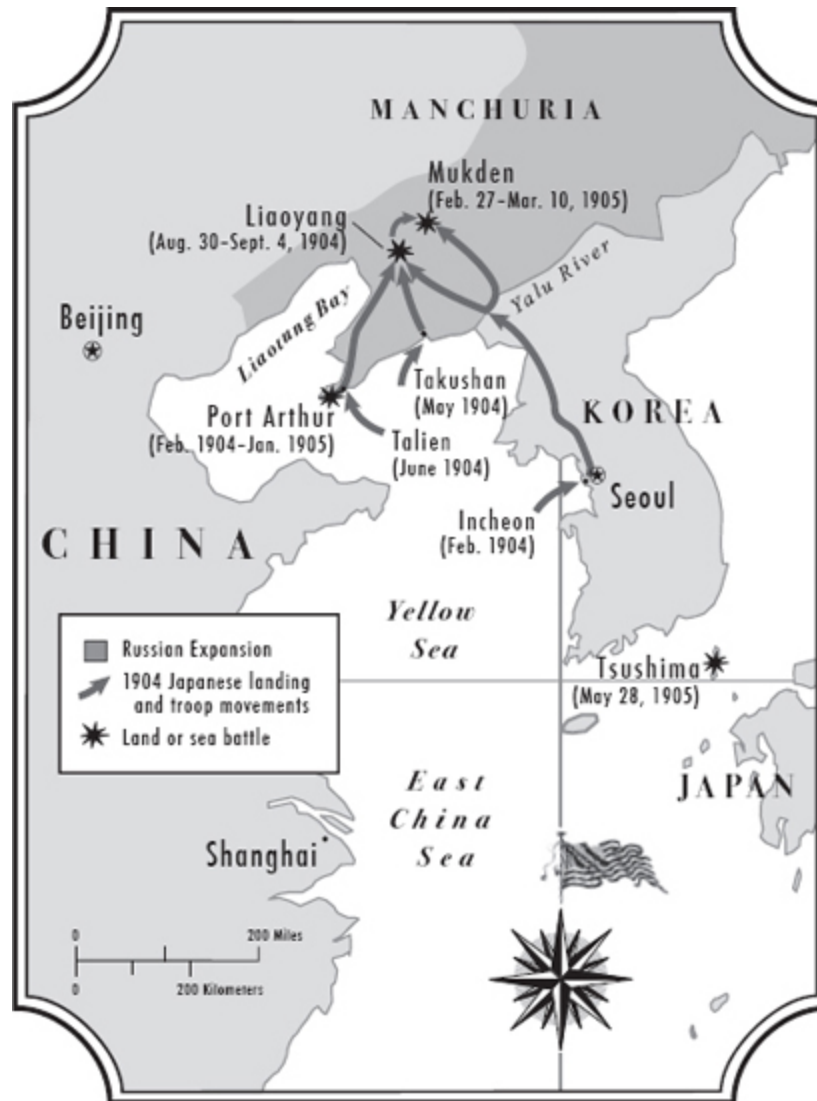 MANCHURIA
Mukden
(Feb. 27–Mar. 10, 1905)
Liaoyang
(Aug. 30–Sept. 4, 1904)
Yalu River
Liaotung Bay
Beijing
Takushan
(May 1904)
Port Arthur
(Feb. 1904–Jan. 1905)
KOREA
Talien
(June 1904)
Seoul
Incheon
(Feb. 1904)
CHINA
Yellow
Sea
Russian Expansion
1904 Japanese landing
and troop movements
Land or sea battle
Tsushima
(May 28, 1905)
East
China
Sea
JAPAN
Shanghai
0
200 Miles
0
200 Kilometers